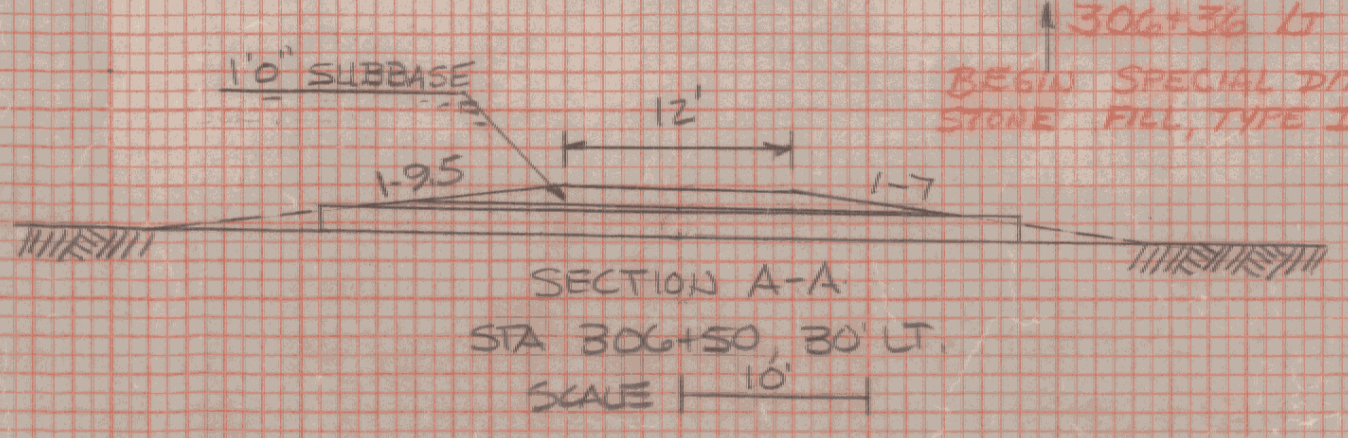 306+36 LT
1'0" SUBBASE
BEGIN SPECIAL
12'
STONE FILL, TYPE
1-9.5
1-7
SECTION A-A
STA 306+50, 30' LT.
SCALE 10'